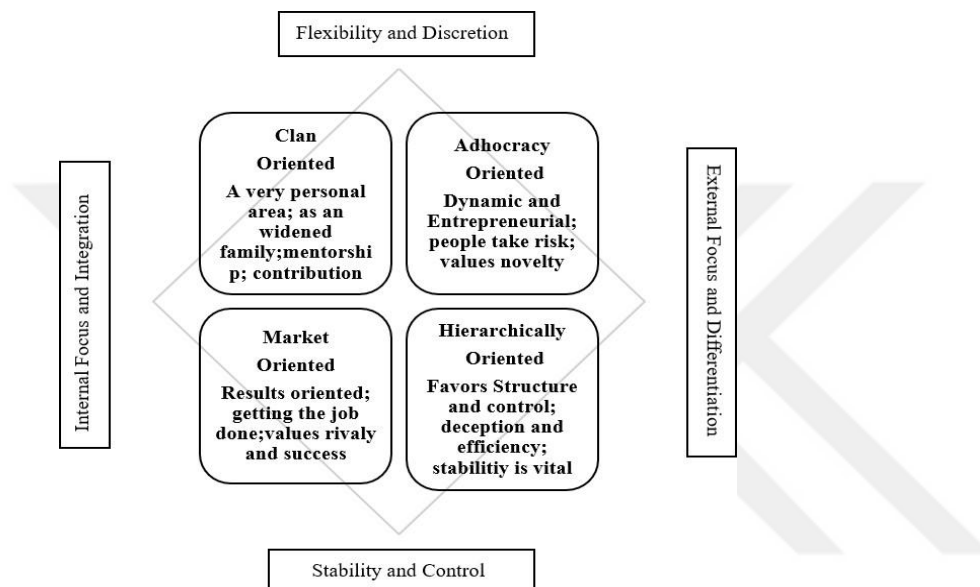 Flexibility and Discretion
Internal Focus and Integration
Clan
Oriented
A very personal
area; as an
widened
family;mentorshi
p; contribution
Adhocracy
Oriented
Dynamic and
Entrepreneurial;
people take risk;
values novelty
External Focus and Differentiation
Market
Oriented
Results oriented;
getting the job
done;values rivaly
and success
Hierarchically
Oriented
Favors Structure
and control;
deception and
efficiency;
stabilitiy is vital
Stability and Control